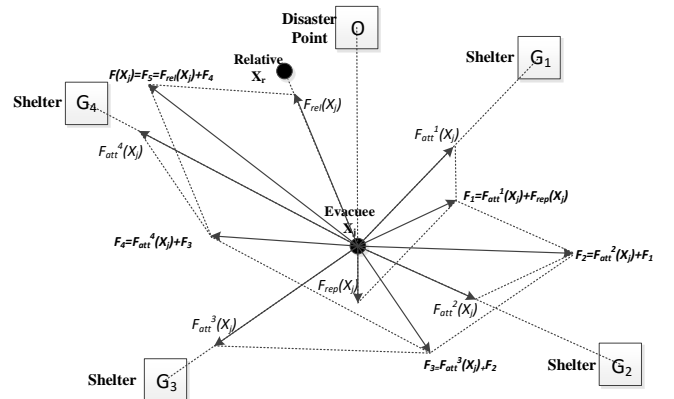 Disaster
Point
O
Relative
Xr
Shelter
G1
F(Xj)=F5=Frel(Xj)+F4
Shelter
G4
Frel(Xj)
Fatt1(Xj)
Fatt4(Xj)
F1=Fatt1(Xj)+Frep(Xj)
Evacuee
X
F4=Fatt4(Xj)+F3
F2=Fatt2(Xj)+F1
Frep(Xj)
Fatt2(Xj)
Fatt3(Xj)
F3=Fatt3(Xj)+F2
Shelter
G2
Shelter
G3